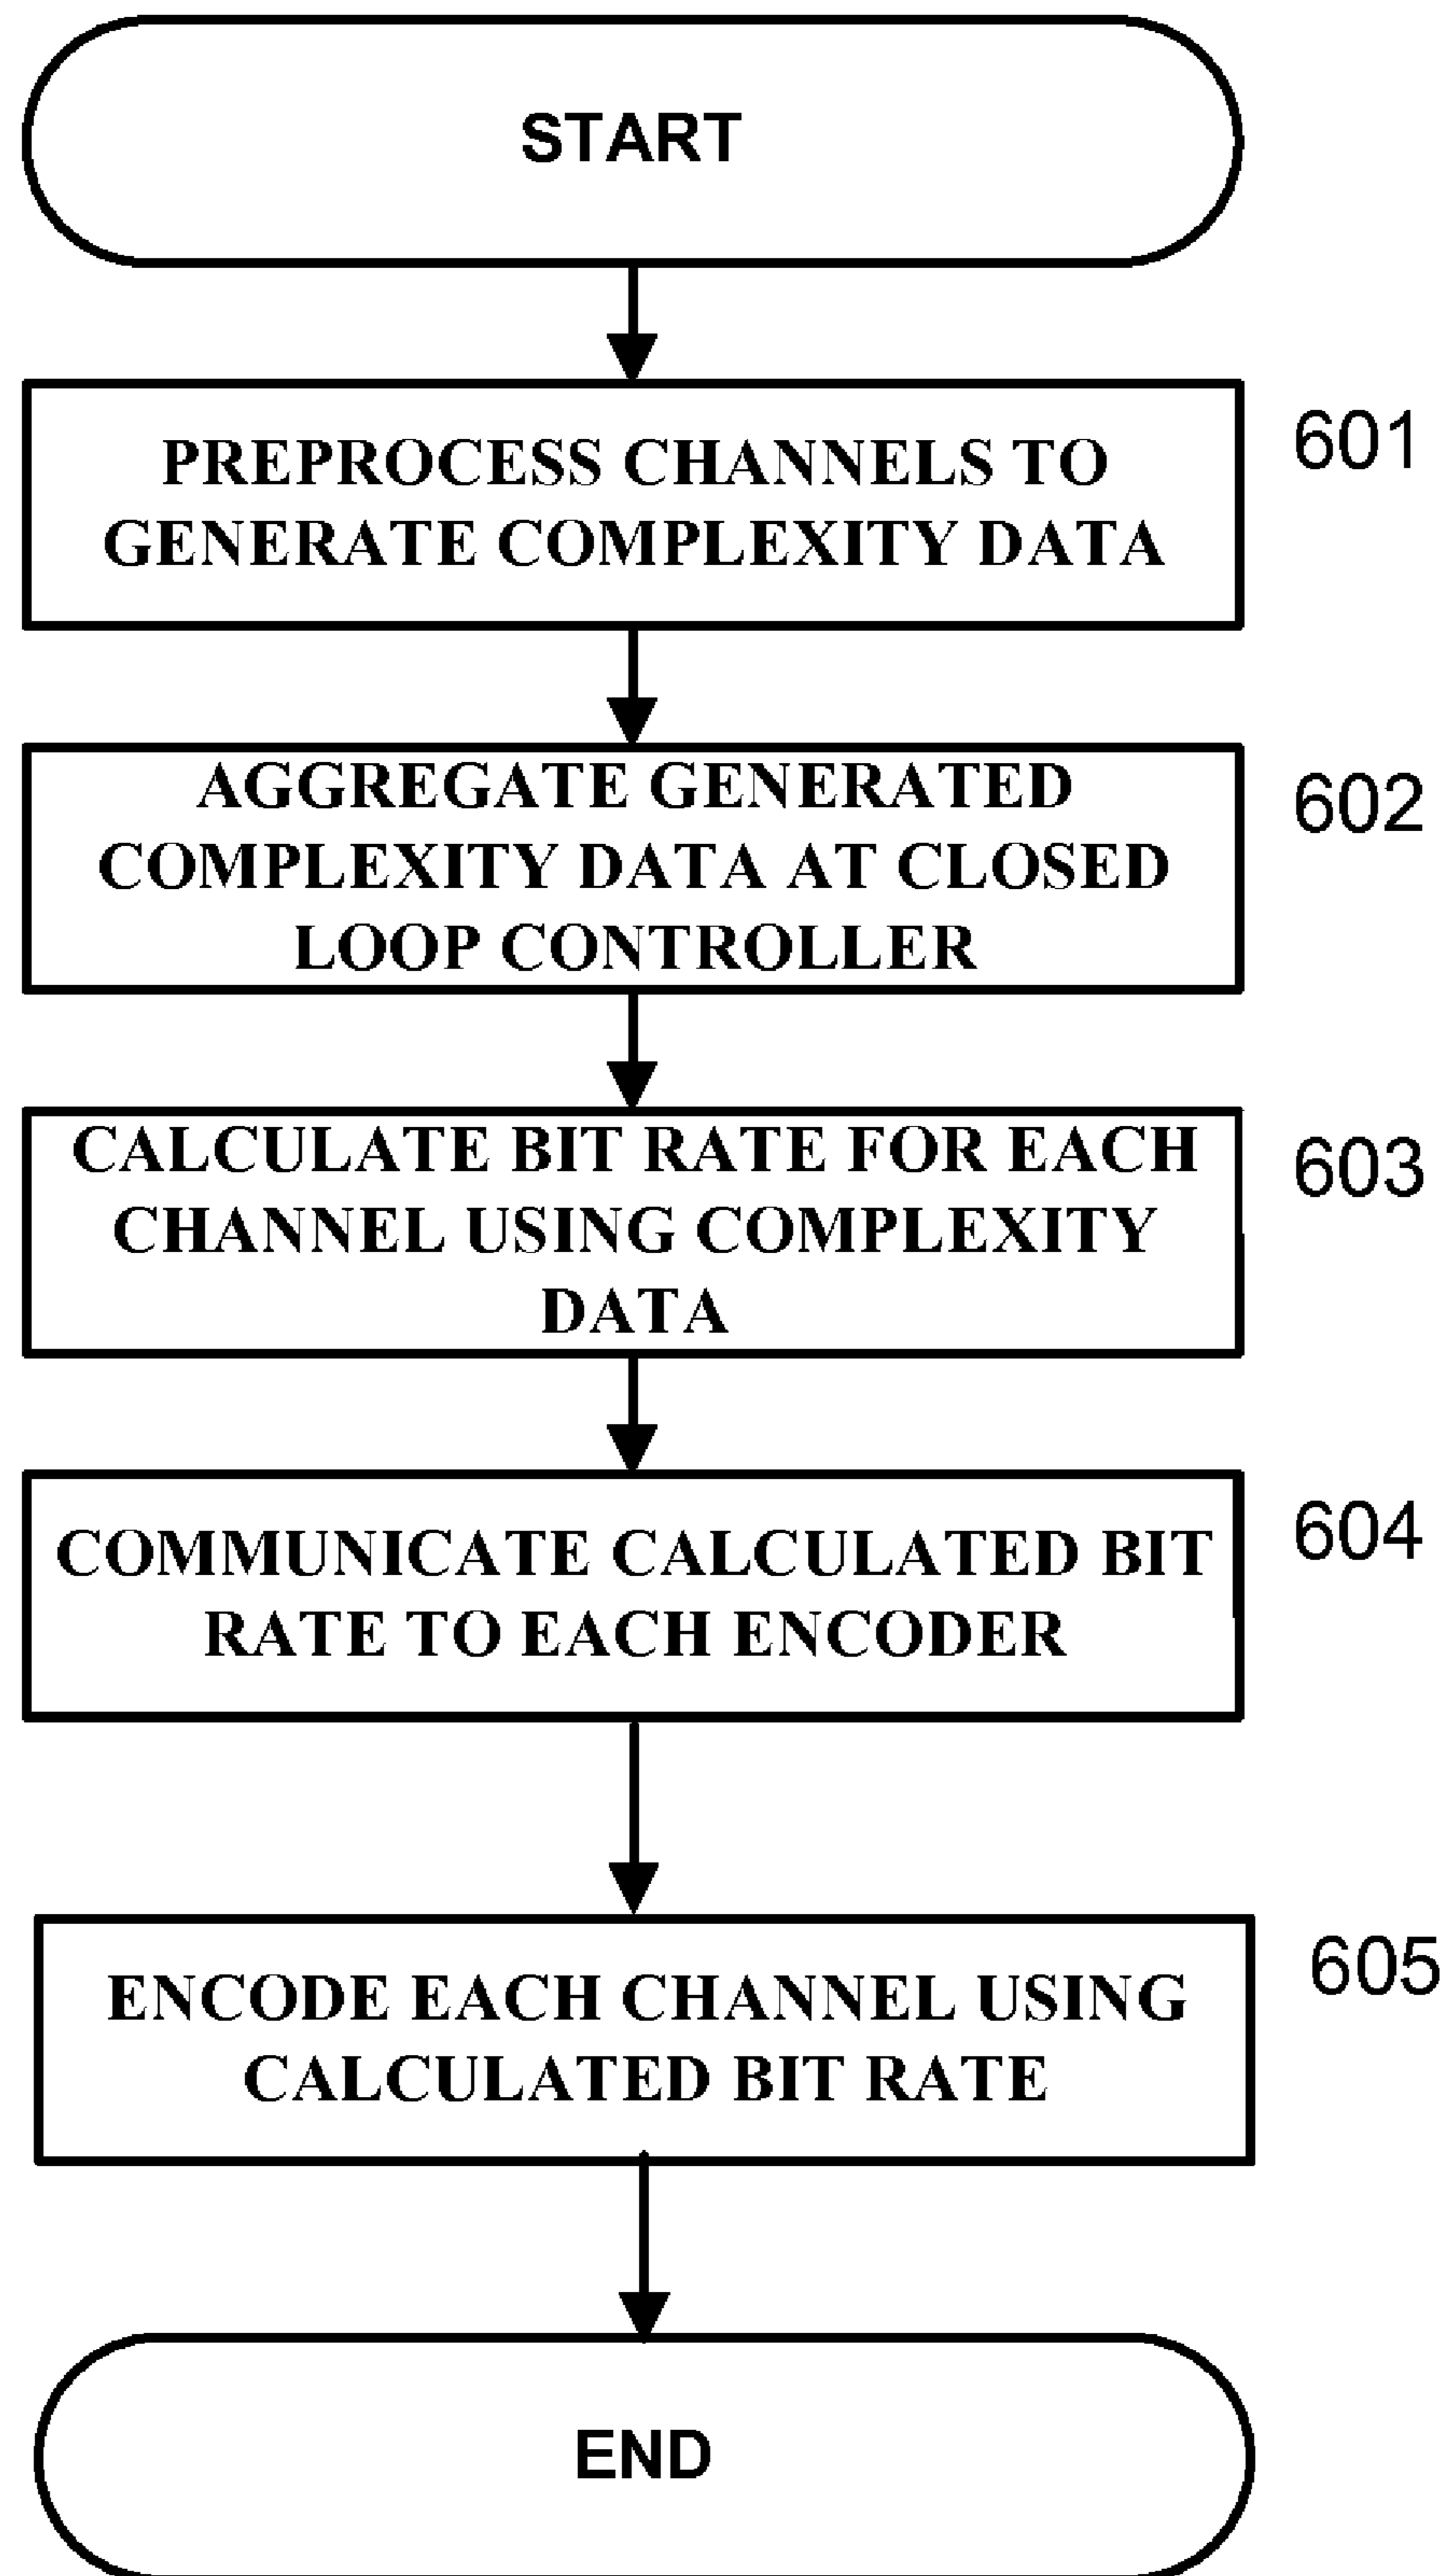 START
PREPROCESS CHANNELS TO
GENERATE COMPLEXITY DATA
601
AGGREGATE GENERATED
COMPLEXITY DATA AT CLOSED
LOOP CONTROLLER
602
CALCULATE BIT RATE FOR EACH
CHANNEL USING COMPLEXITY
DATA
603
COMMUNICATE CALCULATED BIT
RATE TO EACH ENCODER
604
ENCODE EACH CHANNEL USING
CALCULATED BIT RATE
605
END